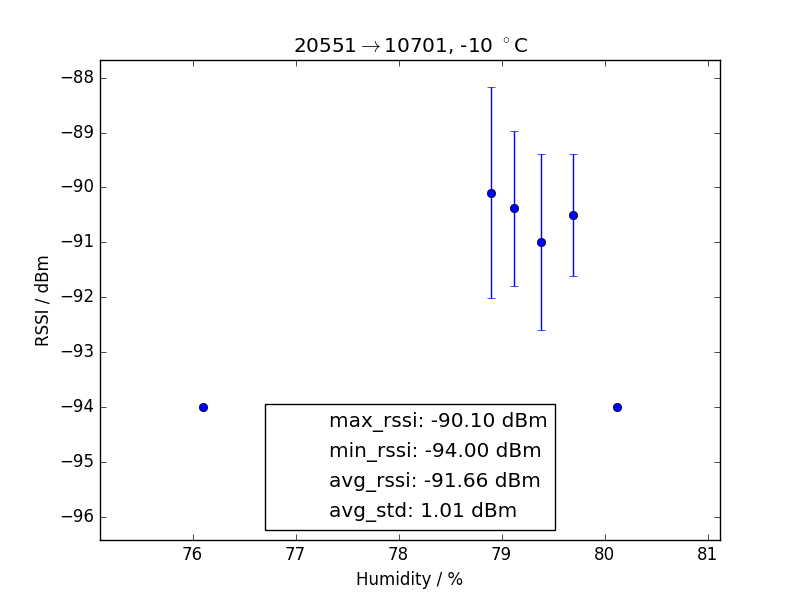 20551→10701, -10 °C
−88
−89
−90
−91
−92
−93
−94
−95
−96
RSSI / dBm
max_rssi: -90.10 dBm
min_rssi: -94.00 dBm
avg_rssi: -91.66 dBm
avg_std: 1.01 dBm
76 77 78 79 80 81
Humidity / %